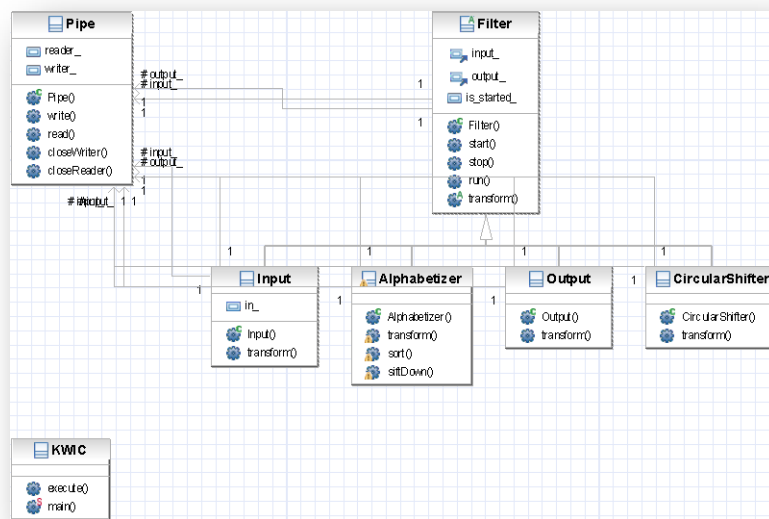 Pipe
reader_
writer_
Pipe()
write()
read()
closeWriter()
closeReader()
Filter
input_
output_
is_started_
Filter()
start()
stop()
run()
transform()
# output_
# input_
1
1
1
1
# input_
# output_
1
1
1 1
1
1
1
1
1
1
1
1
Input
in_
Input()
transform()
Alphabetizer
Alphabetizer()
transform()
sort()
siftDown()
Output
Output()
transform()
CircularShifter
CircularShifter()
transform()
KWIC
execute()
main()